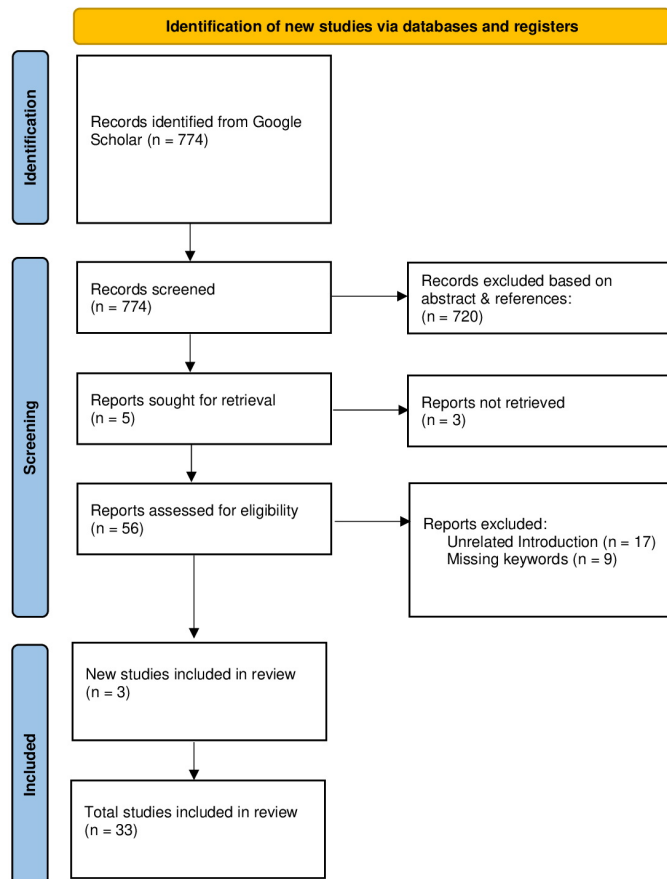 Identification of new studies via databases and registers
Identification
Records identified from Google
Scholar (n = 774)
Screening
Records screened
(n = 774)
Records excluded based on
abstract & references:
(n = 720)
Reports sought for retrieval
(n = 5)
Reports not retrieved
(n = 3)
Reports assessed for eligibility
(n = 56)
Reports excluded:
Unrelated Introduction (n = 17)
Missing keywords (n = 9)
Included
New studies included in review
(n = 3)
Total studies included in review
(n = 33)